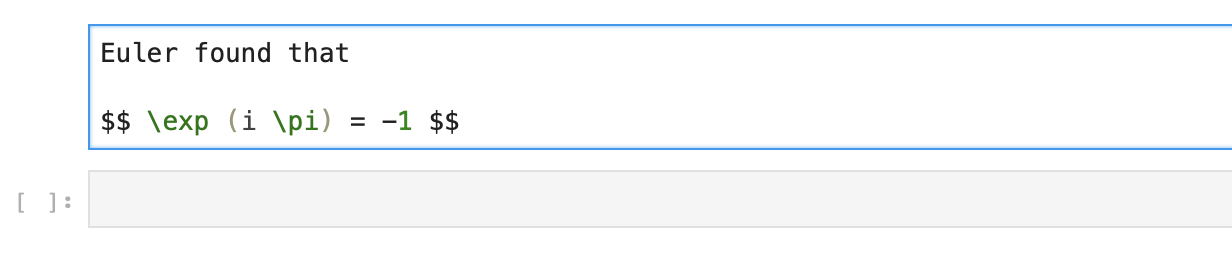 Euler found that
$$ \exp (i \pi) = -1 $$
[ ]: